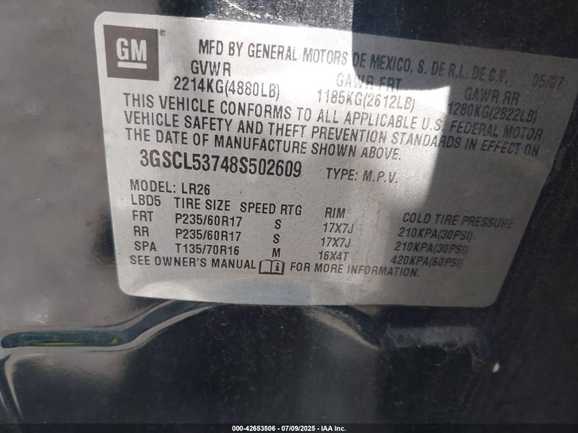 GM
MFD BY GENERAL MOTORS DE MEXICO, S. DE R.L. DE C.V. 05/07
GVWR GAWR FRT GAWR RR
2214KG(4880LB) 1185KG(2612LB) 1280KG(2822LB)
THIS VEHICLE CONFORMS TO ALL APPLICABLE U.S. FEDERAL MOTOR
VEHICLE SAFETY AND THEFT PREVENTION STANDARDS IN EFFECT ON
THE DATE OF MANUFACTURE SHOWN ABOVE.
3GSCL53748S502609 TYPE: M.P.V.
MODEL: LR26
LBD5 TIRE SIZE SPEED RTG RIM COLD TIRE PRESSURE
FRT P235/60R17 S 17X7J 210KPA(30PSI)
RR P235/60R17 S 17X7J 210KPA(30PSI)
SPA T135/70R16 M 16X4T 420KPA(60PSI)
SEE OWNER'S MANUAL FOR MORE INFORMATION.
000-42653506 / 07/09/2025 / IAA Inc.